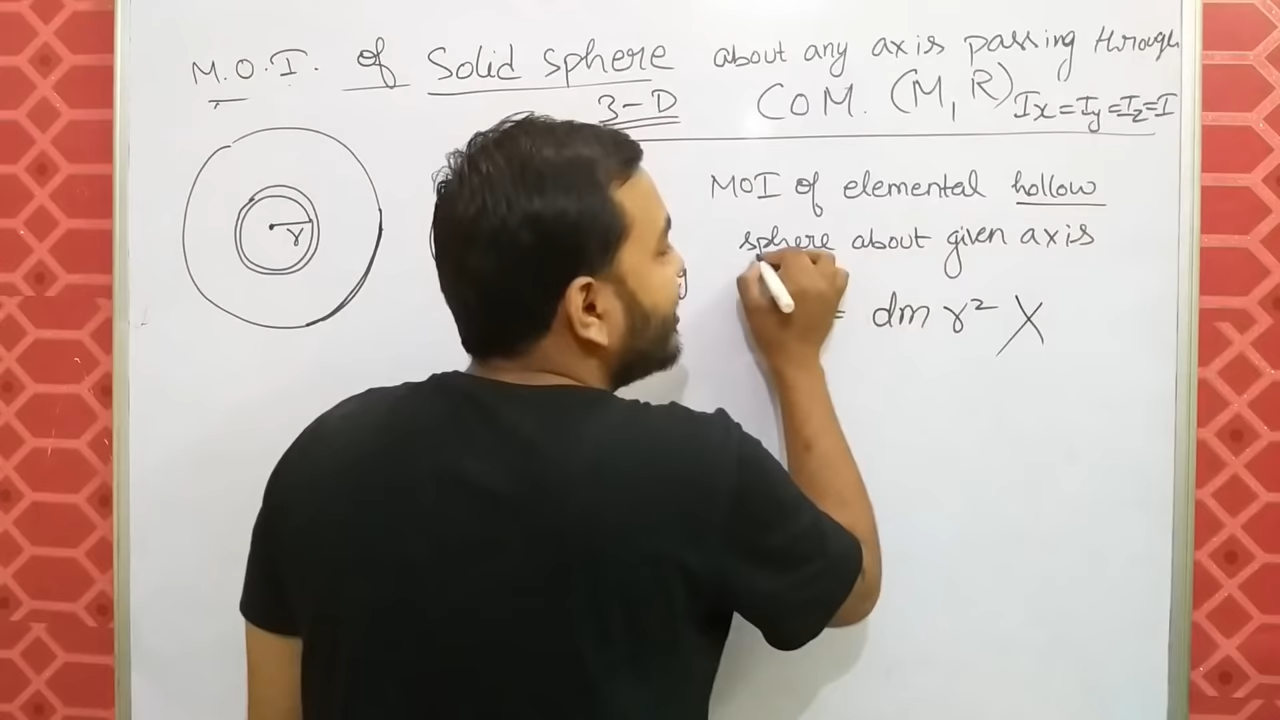 M.O.I. of Solid sphere about any axis passing through
3-D COM. (M, R) Ix=Iy=Iz=I
r
MOI of elemental hollow
sphere about given axis
= dm r² X